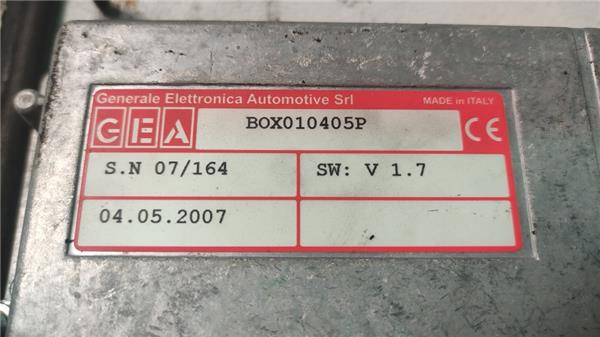 Generale Elettronica Automotive Srl MADE in ITALY
GEA BOX010405P CE
S.N 07/164 SW: V 1.7
04.05.2007